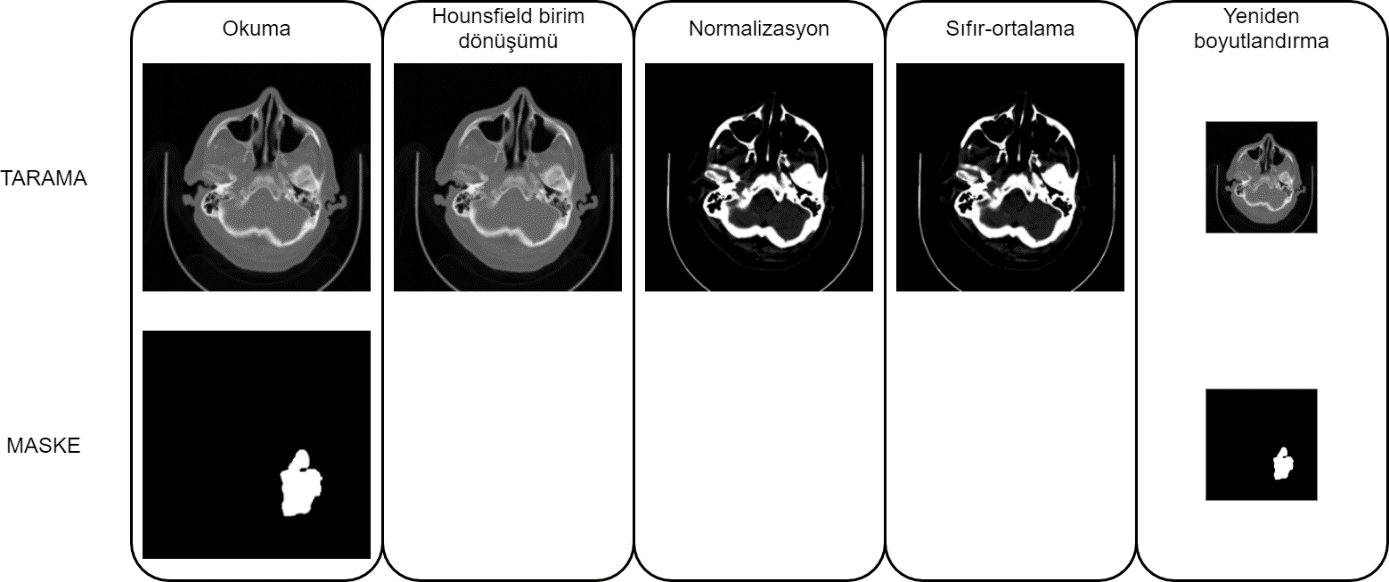 Okuma
Hounsfield birim
dönüşümü
Normalizasyon
Sıfır-ortalama
Yeniden
boyutlandırma
TARAMA
MASKE